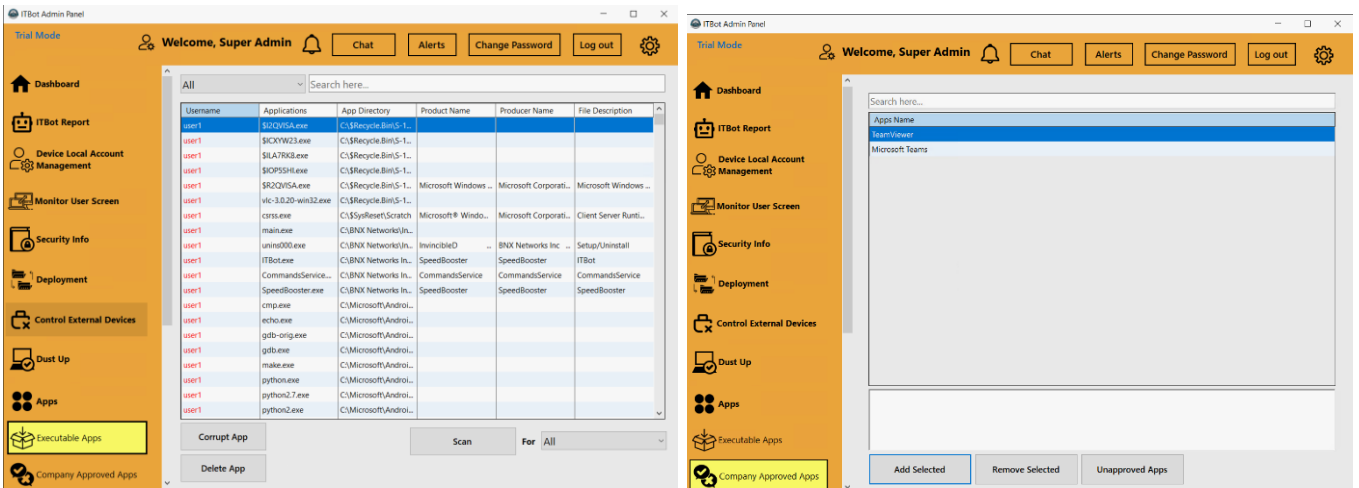 ITBot Admin Panel
Trial Mode
Welcome, Super Admin
Chat
Alerts
Change Password
Log out
Dashboard
ITBot Report
Device Local Account
Management
Monitor User Screen
Security Info
Deployment
Control External Devices
Dust Up
Apps
Executable Apps
Company Approved Apps
All
Search here...
Username Applications App Directory Product Name Producer Name File Description
user1 $I2QVISA.exe C:\$Recycle.Bin\S-1...
user1 $ICXYW23.exe C:\$Recycle.Bin\S-1...
user1 $ILA7RK8.exe C:\$Recycle.Bin\S-1...
user1 $IOP5SHI.exe C:\$Recycle.Bin\S-1...
user1 $R2QVISA.exe C:\$Recycle.Bin\S-1... Microsoft Windows ... Microsoft Corporati... Microsoft Windows ...
user1 vlc-3.0.20-win32.exe C:\$Recycle.Bin\S-1...
user1 csrss.exe C:\$SysReset\Scratch Microsoft® Windo... Microsoft Corporati... Client Server Runti...
user1 main.exe C:\BNX Networks\In...
user1 unins000.exe C:\BNX Networks\In... InvincibleD ... BNX Networks Inc ... Setup/Uninstall
user1 ITBot.exe C:\BNX Networks In... SpeedBooster SpeedBooster ITBot
user1 CommandsService... C:\BNX Networks In... CommandsService CommandsService CommandsService
user1 SpeedBooster.exe C:\BNX Networks In... SpeedBooster SpeedBooster SpeedBooster
user1 cmp.exe C:\Microsoft\Androi...
user1 echo.exe C:\Microsoft\Androi...
user1 gdb-orig.exe C:\Microsoft\Androi...
user1 gdb.exe C:\Microsoft\Androi...
user1 make.exe C:\Microsoft\Androi...
user1 python.exe C:\Microsoft\Androi...
user1 python2.7.exe C:\Microsoft\Androi...
user1 python2.exe C:\Microsoft\Androi...
Corrupt App
Scan
For All
Delete App
ITBot Admin Panel
Trial Mode
Welcome, Super Admin
Chat
Alerts
Change Password
Log out
Dashboard
ITBot Report
Device Local Account
Management
Monitor User Screen
Security Info
Deployment
Control External Devices
Dust Up
Apps
Executable Apps
Company Approved Apps
Search here...
Apps Name
TeamViewer
Microsoft Teams
Add Selected
Remove Selected
Unapproved Apps